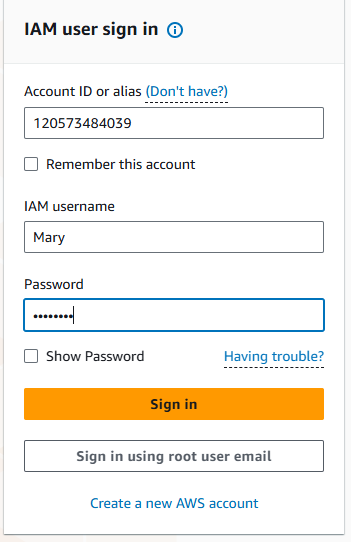 IAM user sign in
Account ID or alias (Don't have?)
120573484039
Remember this account
IAM username
Mary
Password
••••••••
Show Password Having trouble?
Sign in
Sign in using root user email
Create a new AWS account